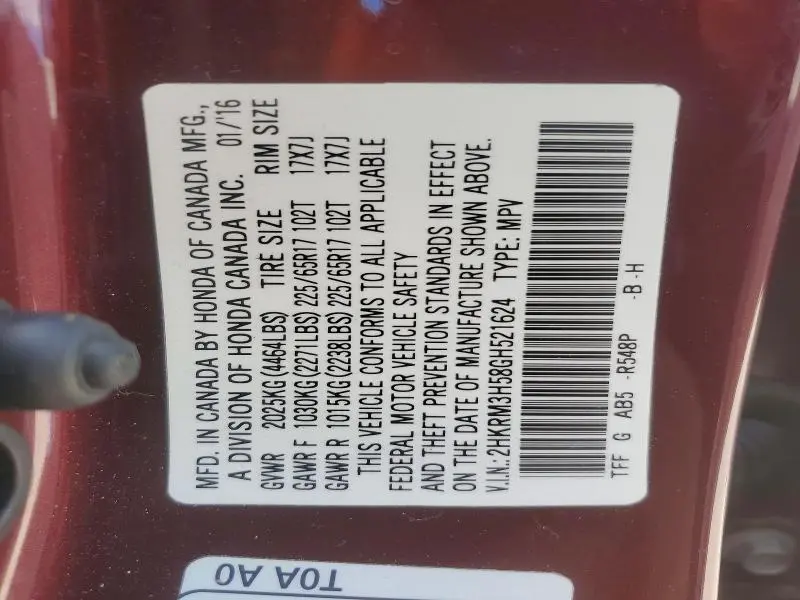 MFD. IN CANADA BY HONDA OF CANADA MFG.,
A DIVISION OF HONDA CANADA INC. 01/'16
GVWR 2025KG(4464LBS) TIRE SIZE RIM SIZE
GAWR F 1030KG(2271LBS) 225/65R17 102T 17X7J
GAWR R 1015KG(2238LBS) 225/65R17 102T 17X7J
THIS VEHICLE CONFORMS TO ALL APPLICABLE
FEDERAL MOTOR VEHICLE SAFETY
AND THEFT PREVENTION STANDARDS IN EFFECT
ON THE DATE OF MANUFACTURE SHOWN ABOVE.
V.I.N.: 2HKRM3H58GH521624 TYPE: MPV
TFF G AB5 -R548P -B -H
T0A A0